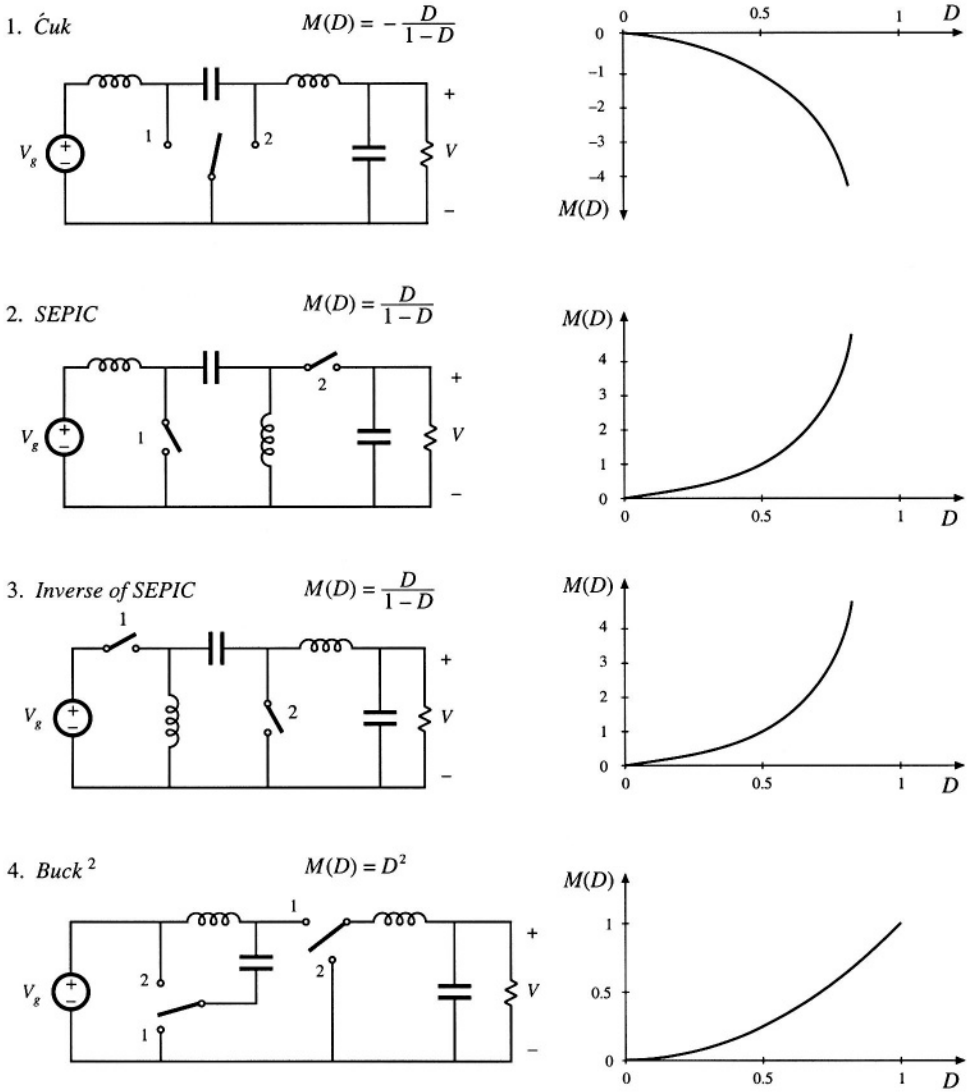 1. Ćuk
M(D) = − D / (1 − D)
1
2
V_g
+
−
+
V
−
0
0.5
1
D
0
−1
−2
−3
−4
M(D)
2. SEPIC
M(D) = D / (1 − D)
1
2
V_g
+
−
+
V
−
M(D)
4
3
2
1
0
0
0.5
1
D
3. Inverse of SEPIC
M(D) = D / (1 − D)
1
2
V_g
+
−
+
V
−
M(D)
4
3
2
1
0
0
0.5
1
D
4. Buck²
M(D) = D²
1
2
2
1
V_g
+
−
+
V
−
M(D)
1
0.5
0
0
0.5
1
D